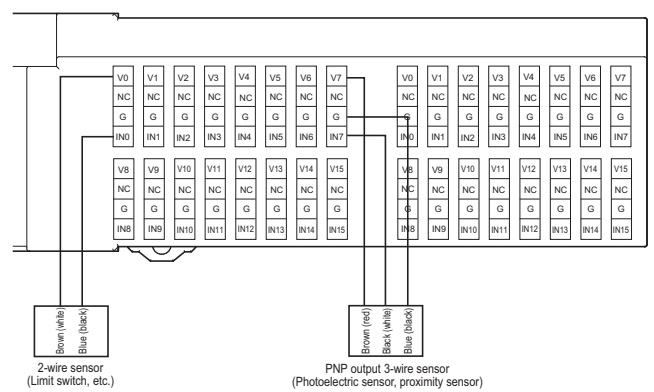 V0 V1 V2 V3 V4 V5 V6 V7 V0 V1 V2 V3 V4 V5 V6 V7
NC NC NC NC NC NC NC NC NC NC NC NC NC NC NC NC
G G G G G G G G G G G G G G G G
IN0 IN1 IN2 IN3 IN4 IN5 IN6 IN7 IN0 IN1 IN2 IN3 IN4 IN5 IN6 IN7
V8 V9 V10 V11 V12 V13 V14 V15 V8 V9 V10 V11 V12 V13 V14 V15
NC NC NC NC NC NC NC NC NC NC NC NC NC NC NC NC
G G G G G G G G G G G G G G G G
IN8 IN9 IN10 IN11 IN12 IN13 IN14 IN15 IN8 IN9 IN10 IN11 IN12 IN13 IN14 IN15
Brown (white)
Blue (black)
Brown (red)
Black (white)
Blue (black)
2-wire sensor
(Limit switch, etc.)
PNP output 3-wire sensor
(Photoelectric sensor, proximity sensor)